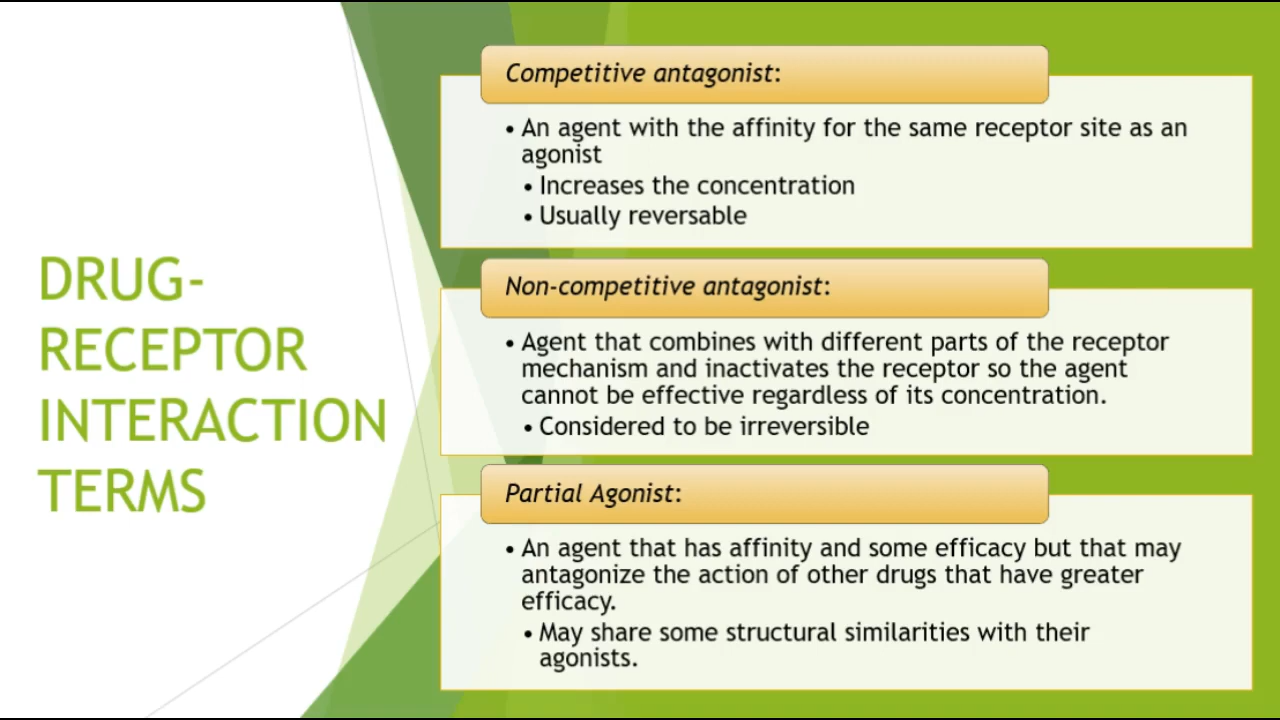 DRUG-
RECEPTOR
INTERACTION
TERMS
Competitive antagonist:
• An agent with the affinity for the same receptor site as an
agonist
• Increases the concentration
• Usually reversable
Non-competitive antagonist:
• Agent that combines with different parts of the receptor
mechanism and inactivates the receptor so the agent
cannot be effective regardless of its concentration.
• Considered to be irreversible
Partial Agonist:
• An agent that has affinity and some efficacy but that may
antagonize the action of other drugs that have greater
efficacy.
• May share some structural similarities with their
agonists.